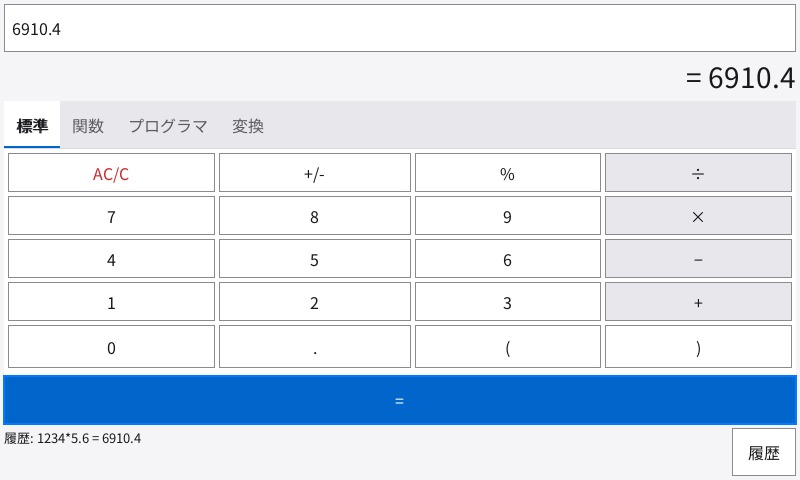 6910.4
= 6910.4
標準 関数 プログラマ 変換
AC/C +/- % ÷
7 8 9 ×
4 5 6 −
1 2 3 +
0 . ( )
=
履歴: 1234*5.6 = 6910.4
履歴